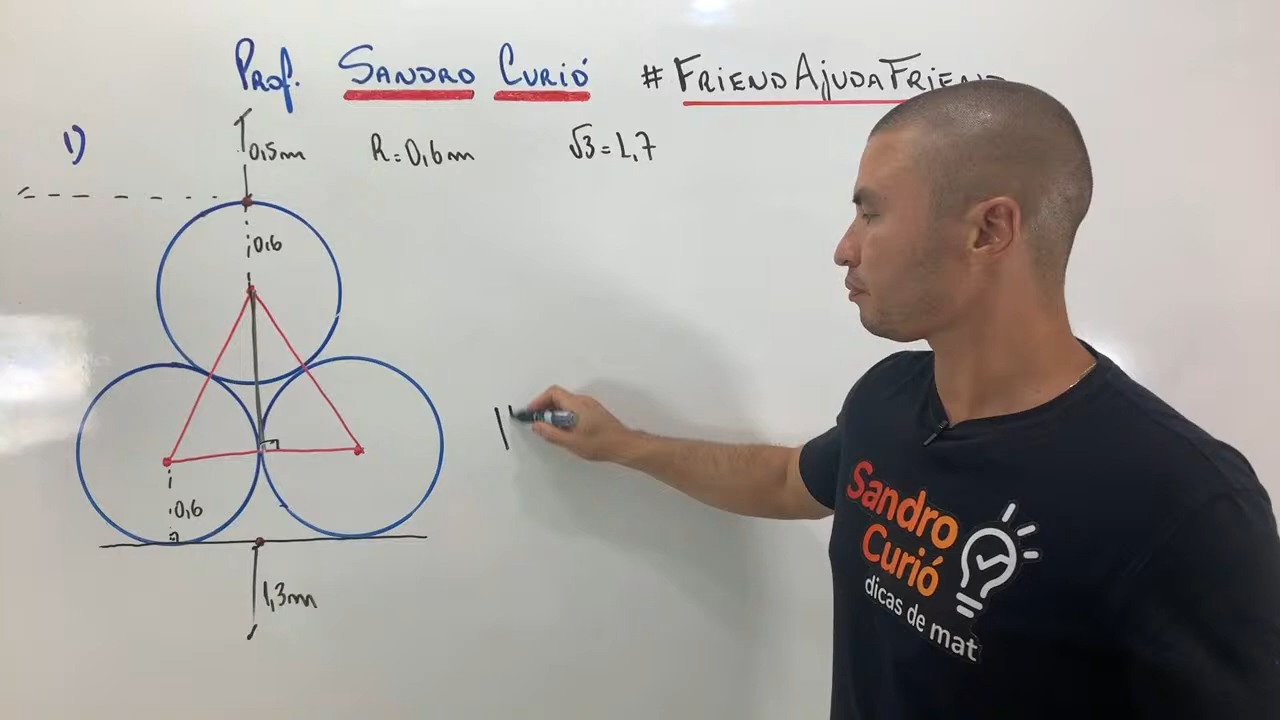 Prof. Sandro Curió #FriendAjudaFriend
1) 0,5m R=0,6m √3=1,7
0,6
0,6
1,3m
Sandro
Curió
dicas de mat